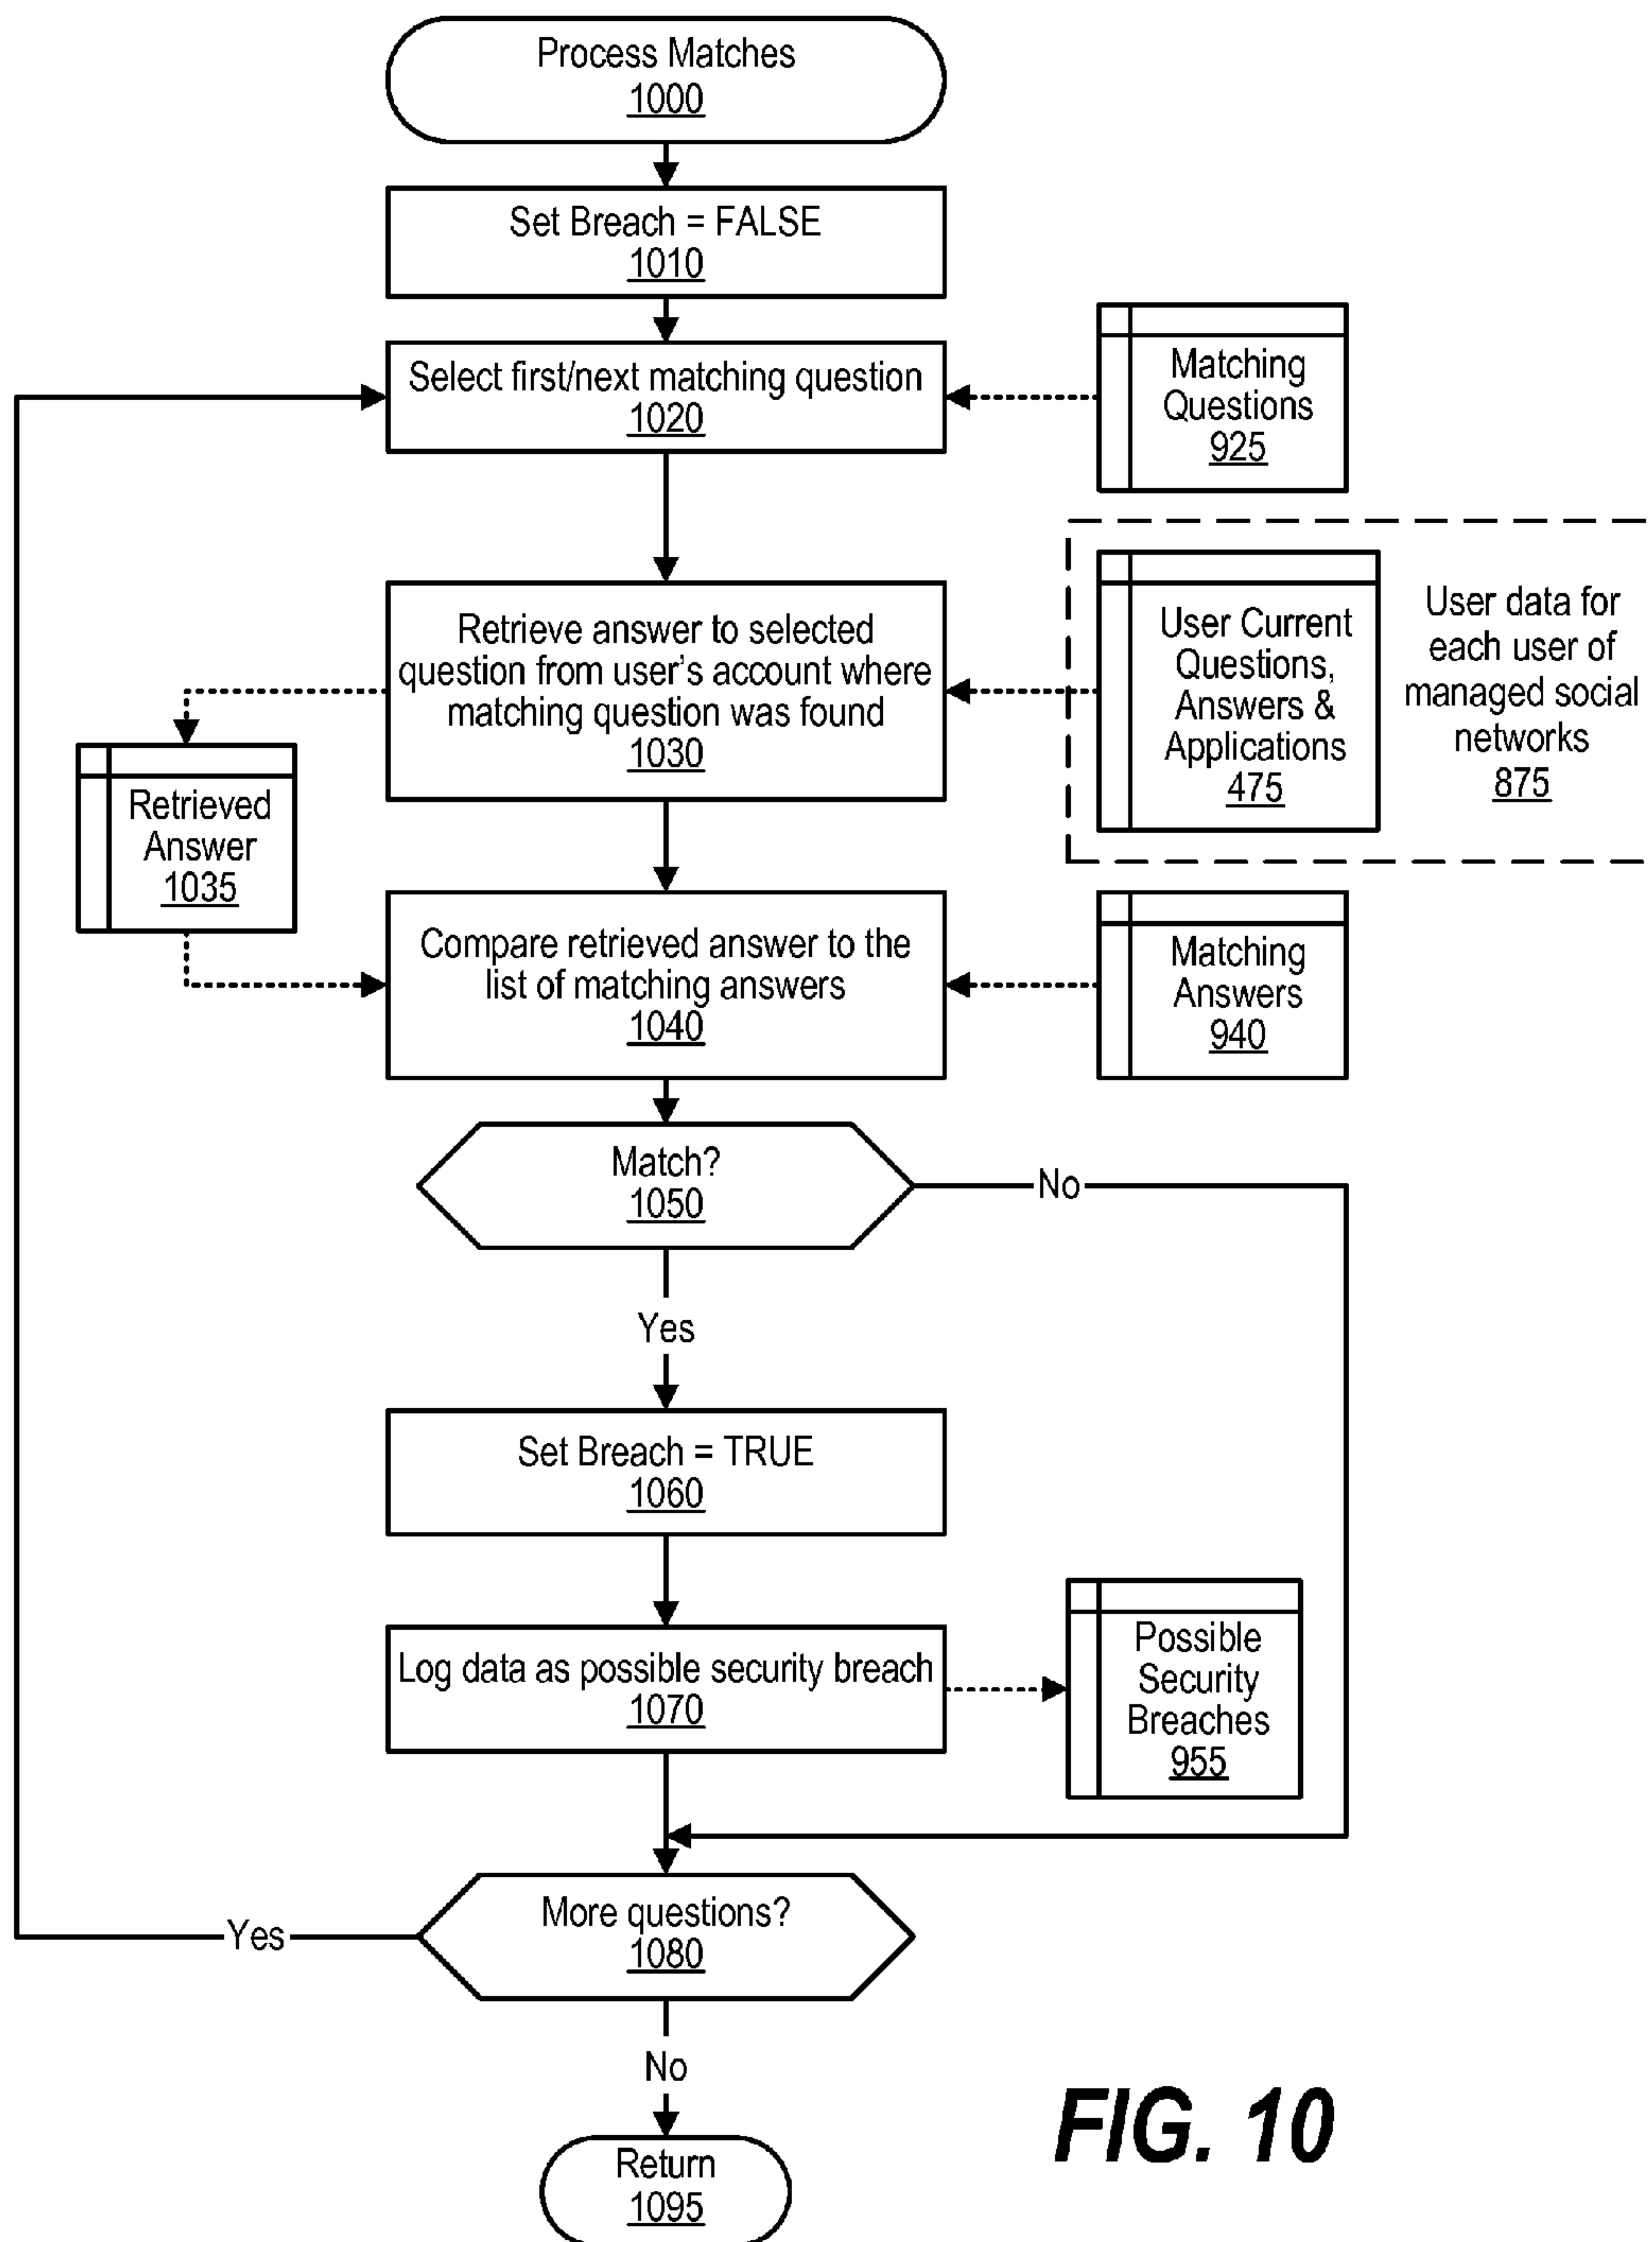 Process Matches
1000
Set Breach = FALSE
1010
Select first/next matching question
1020
Matching
Questions
925
Retrieve answer to selected
question from user's account where
matching question was found
1030
User Current
Questions,
Answers &
Applications
475
User data for
each user of
managed social
networks
875
Retrieved
Answer
1035
Compare retrieved answer to the
list of matching answers
1040
Matching
Answers
940
Match?
1050
No
Yes
Set Breach = TRUE
1060
Log data as possible security breach
1070
Possible
Security
Breaches
955
More questions?
1080
Yes
No
Return
1095
FIG. 10